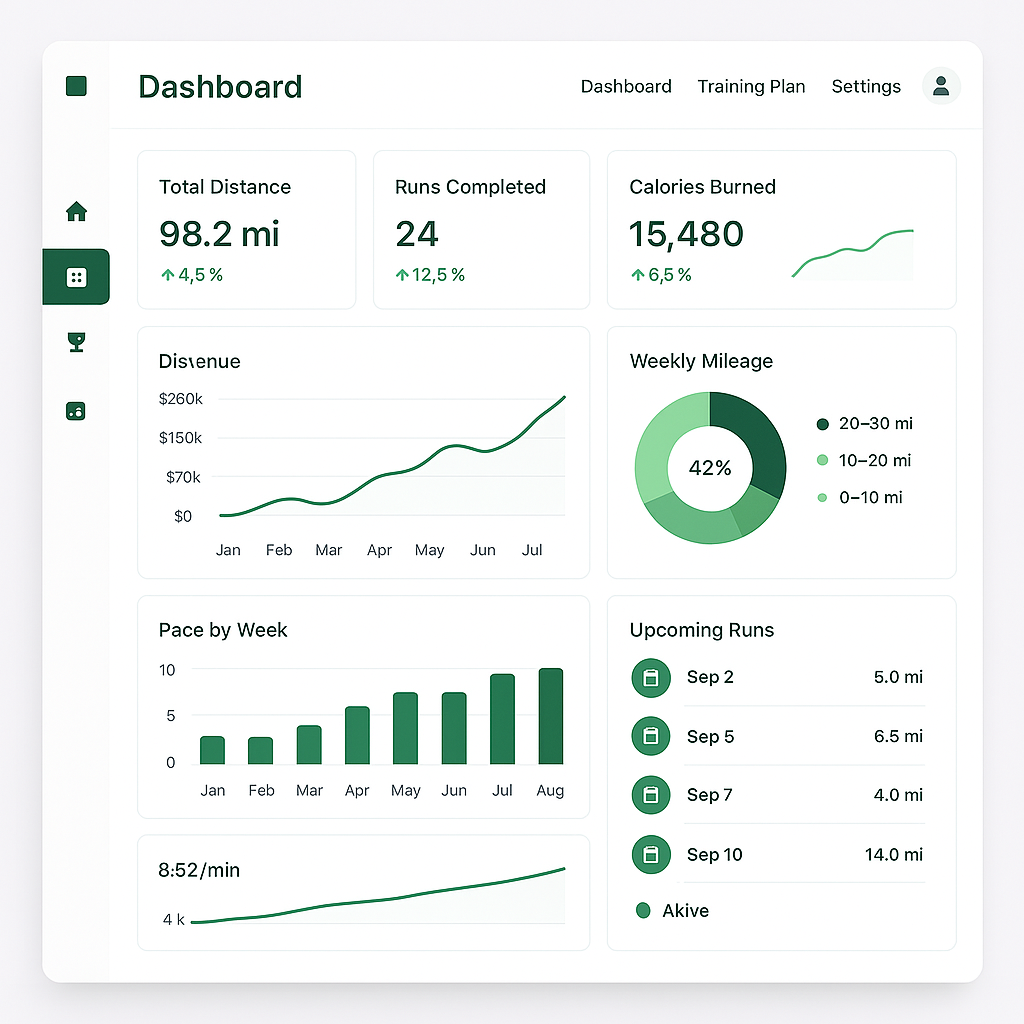 Dashboard
Dashboard Training Plan Settings
Total Distance
98.2 mi
↑ 4,5 %
Runs Completed
24
↑ 12,5 %
Calories Burned
15,480
↑ 6,5 %
$260k
$150k
$70k
$0
Jan Feb Mar Apr May Jun Jul
Weekly Mileage
42%
20–30 mi
10–20 mi
0–10 mi
Pace by Week
10
5
0
Jan Feb Mar Apr May Jun Jul Aug
8:52/min
4 k
Upcoming Runs
Sep 2 5.0 mi
Sep 5 6.5 mi
Sep 7 4.0 mi
Sep 10 14.0 mi
Akive